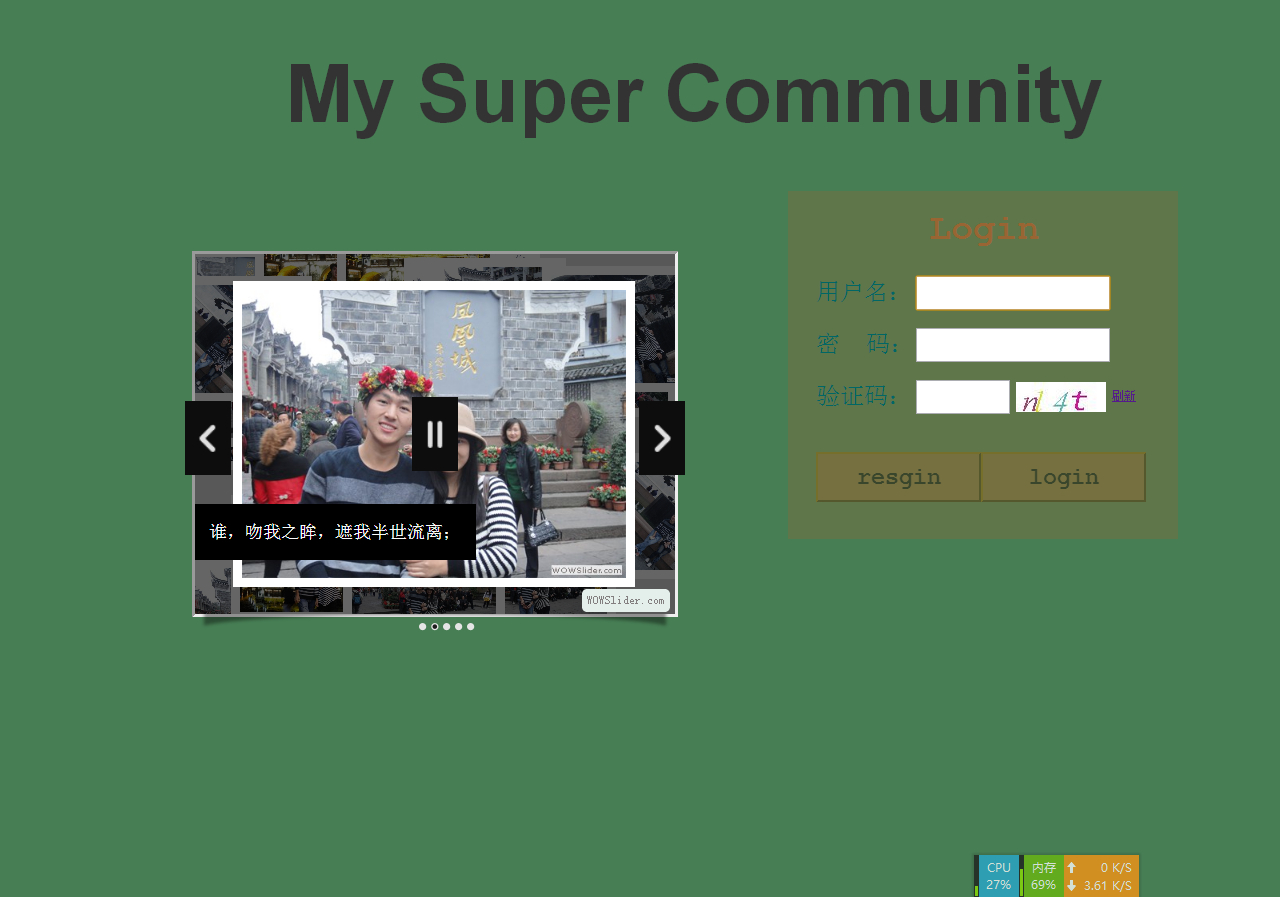 My Super Community
Login
用户名：
密 码：
验证码：
nl4t
刷新
resgin
login
凤凰城
谁，吻我之眸，遮我半世流离；
WOWSlider.com
WOWSlider.com
CPU
27%
内存
69%
0 K/S
3.61 K/S